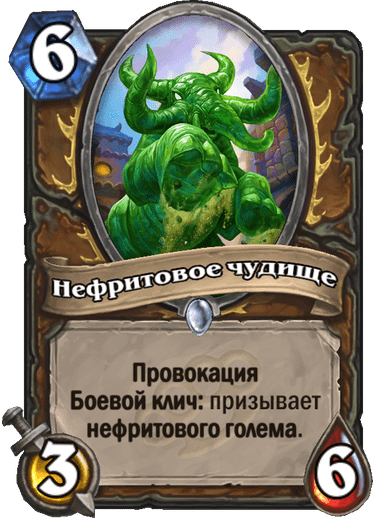 6
Нефритовое чудище
Провокация
Боевой клич: призывает
нефритового голема.
3
6